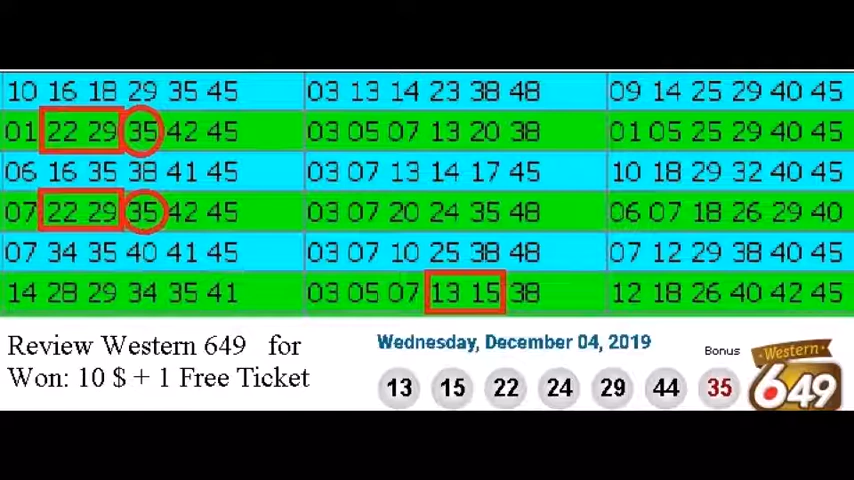 10 16 18 29 35 45 03 13 14 23 38 48 09 14 25 29 40 45
01 22 29 35 42 45 03 05 07 13 20 38 01 05 25 29 40 45
06 16 35 38 41 45 03 07 13 14 17 45 10 18 29 32 40 45
07 22 29 35 42 45 03 07 20 24 35 48 06 07 18 26 29 40
07 34 35 40 41 45 03 07 10 25 38 48 07 12 29 38 40 45
14 28 29 34 35 41 03 05 07 13 15 38 12 18 26 40 42 45
Review Western 649 for
Won: 10 $ + 1 Free Ticket
Wednesday, December 04, 2019
Bonus
13 15 22 24 29 44 35
Western
649